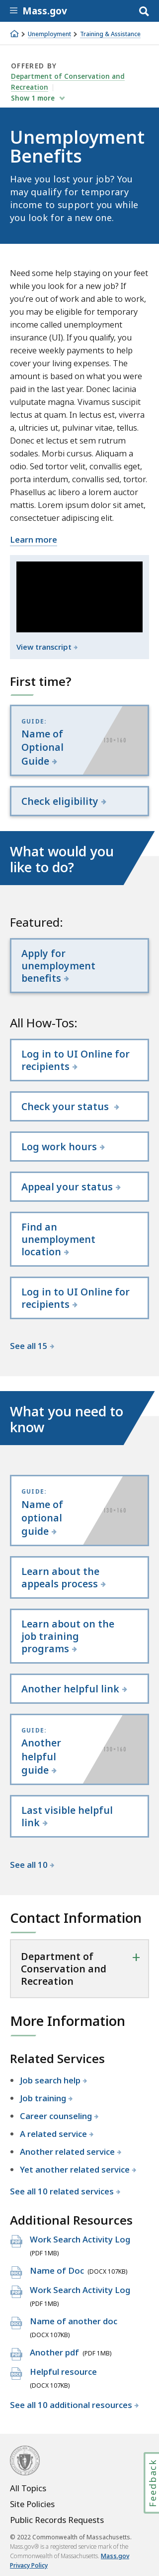 Mass.gov
Unemployment
Training & Assistance
OFFERED BY
Department of Conservation and
Recreation
Show 1 more
Unemployment
Benefits
Have you lost your job? You
may qualify for temporary
income to support you while
you look for a new one.
Need some help staying on your feet
while you look for a new job? If
you're out of work and able to work,
you may be eligible for temporary
income called unemployment
insurance (UI). If you qualify, you'll
receive weekly payments to help
cover your living expenses. The
amount will be based on what you
made in the last year. Donec lacinia
vulputate magna. Vivamus sodales
lectus at quam. In lectus est, viverra
a, ultricies ut, pulvinar vitae, tellus.
Donec et lectus et sem rutrum
sodales. Morbi cursus. Aliquam a
odio. Sed tortor velit, convallis eget,
porta interdum, convallis sed, tortor.
Phasellus ac libero a lorem auctor
mattis. Lorem ipsum dolor sit amet,
consectetuer adipiscing elit.
Learn more
View transcript
First time?
GUIDE:
Name of
Optional
Guide
Check eligibility
What would you
like to do?
Featured:
Apply for
unemployment
benefits
All How-Tos:
Log in to UI Online for
recipients
Check your status
Log work hours
Appeal your status
Find an
unemployment
location
Log in to UI Online for
recipients
See all 15
What you need to
know
GUIDE:
Name of
optional
guide
Learn about the
appeals process
Learn about on the
job training
programs
Another helpful link
GUIDE:
Another
helpful
guide
Last visible helpful
link
See all 10
Contact Information
Department of
Conservation and
Recreation
More Information
Related Services
Job search help
Job training
Career counseling
A related service
Another related service
Yet another related service
See all 10 related services
Additional Resources
Work Search Activity Log
(PDF 1MB)
Name of Doc (DOCX 107KB)
Work Search Activity Log
(PDF 1MB)
Name of another doc
(DOCX 107KB)
Another pdf (PDF 1MB)
Helpful resource
(DOCX 107KB)
See all 10 additional resources
Feedback
All Topics
Site Policies
Public Records Requests
© 2022 Commonwealth of Massachusetts.
Mass.gov® is a registered service mark of the
Commonwealth of Massachusetts. Mass.gov
Privacy Policy